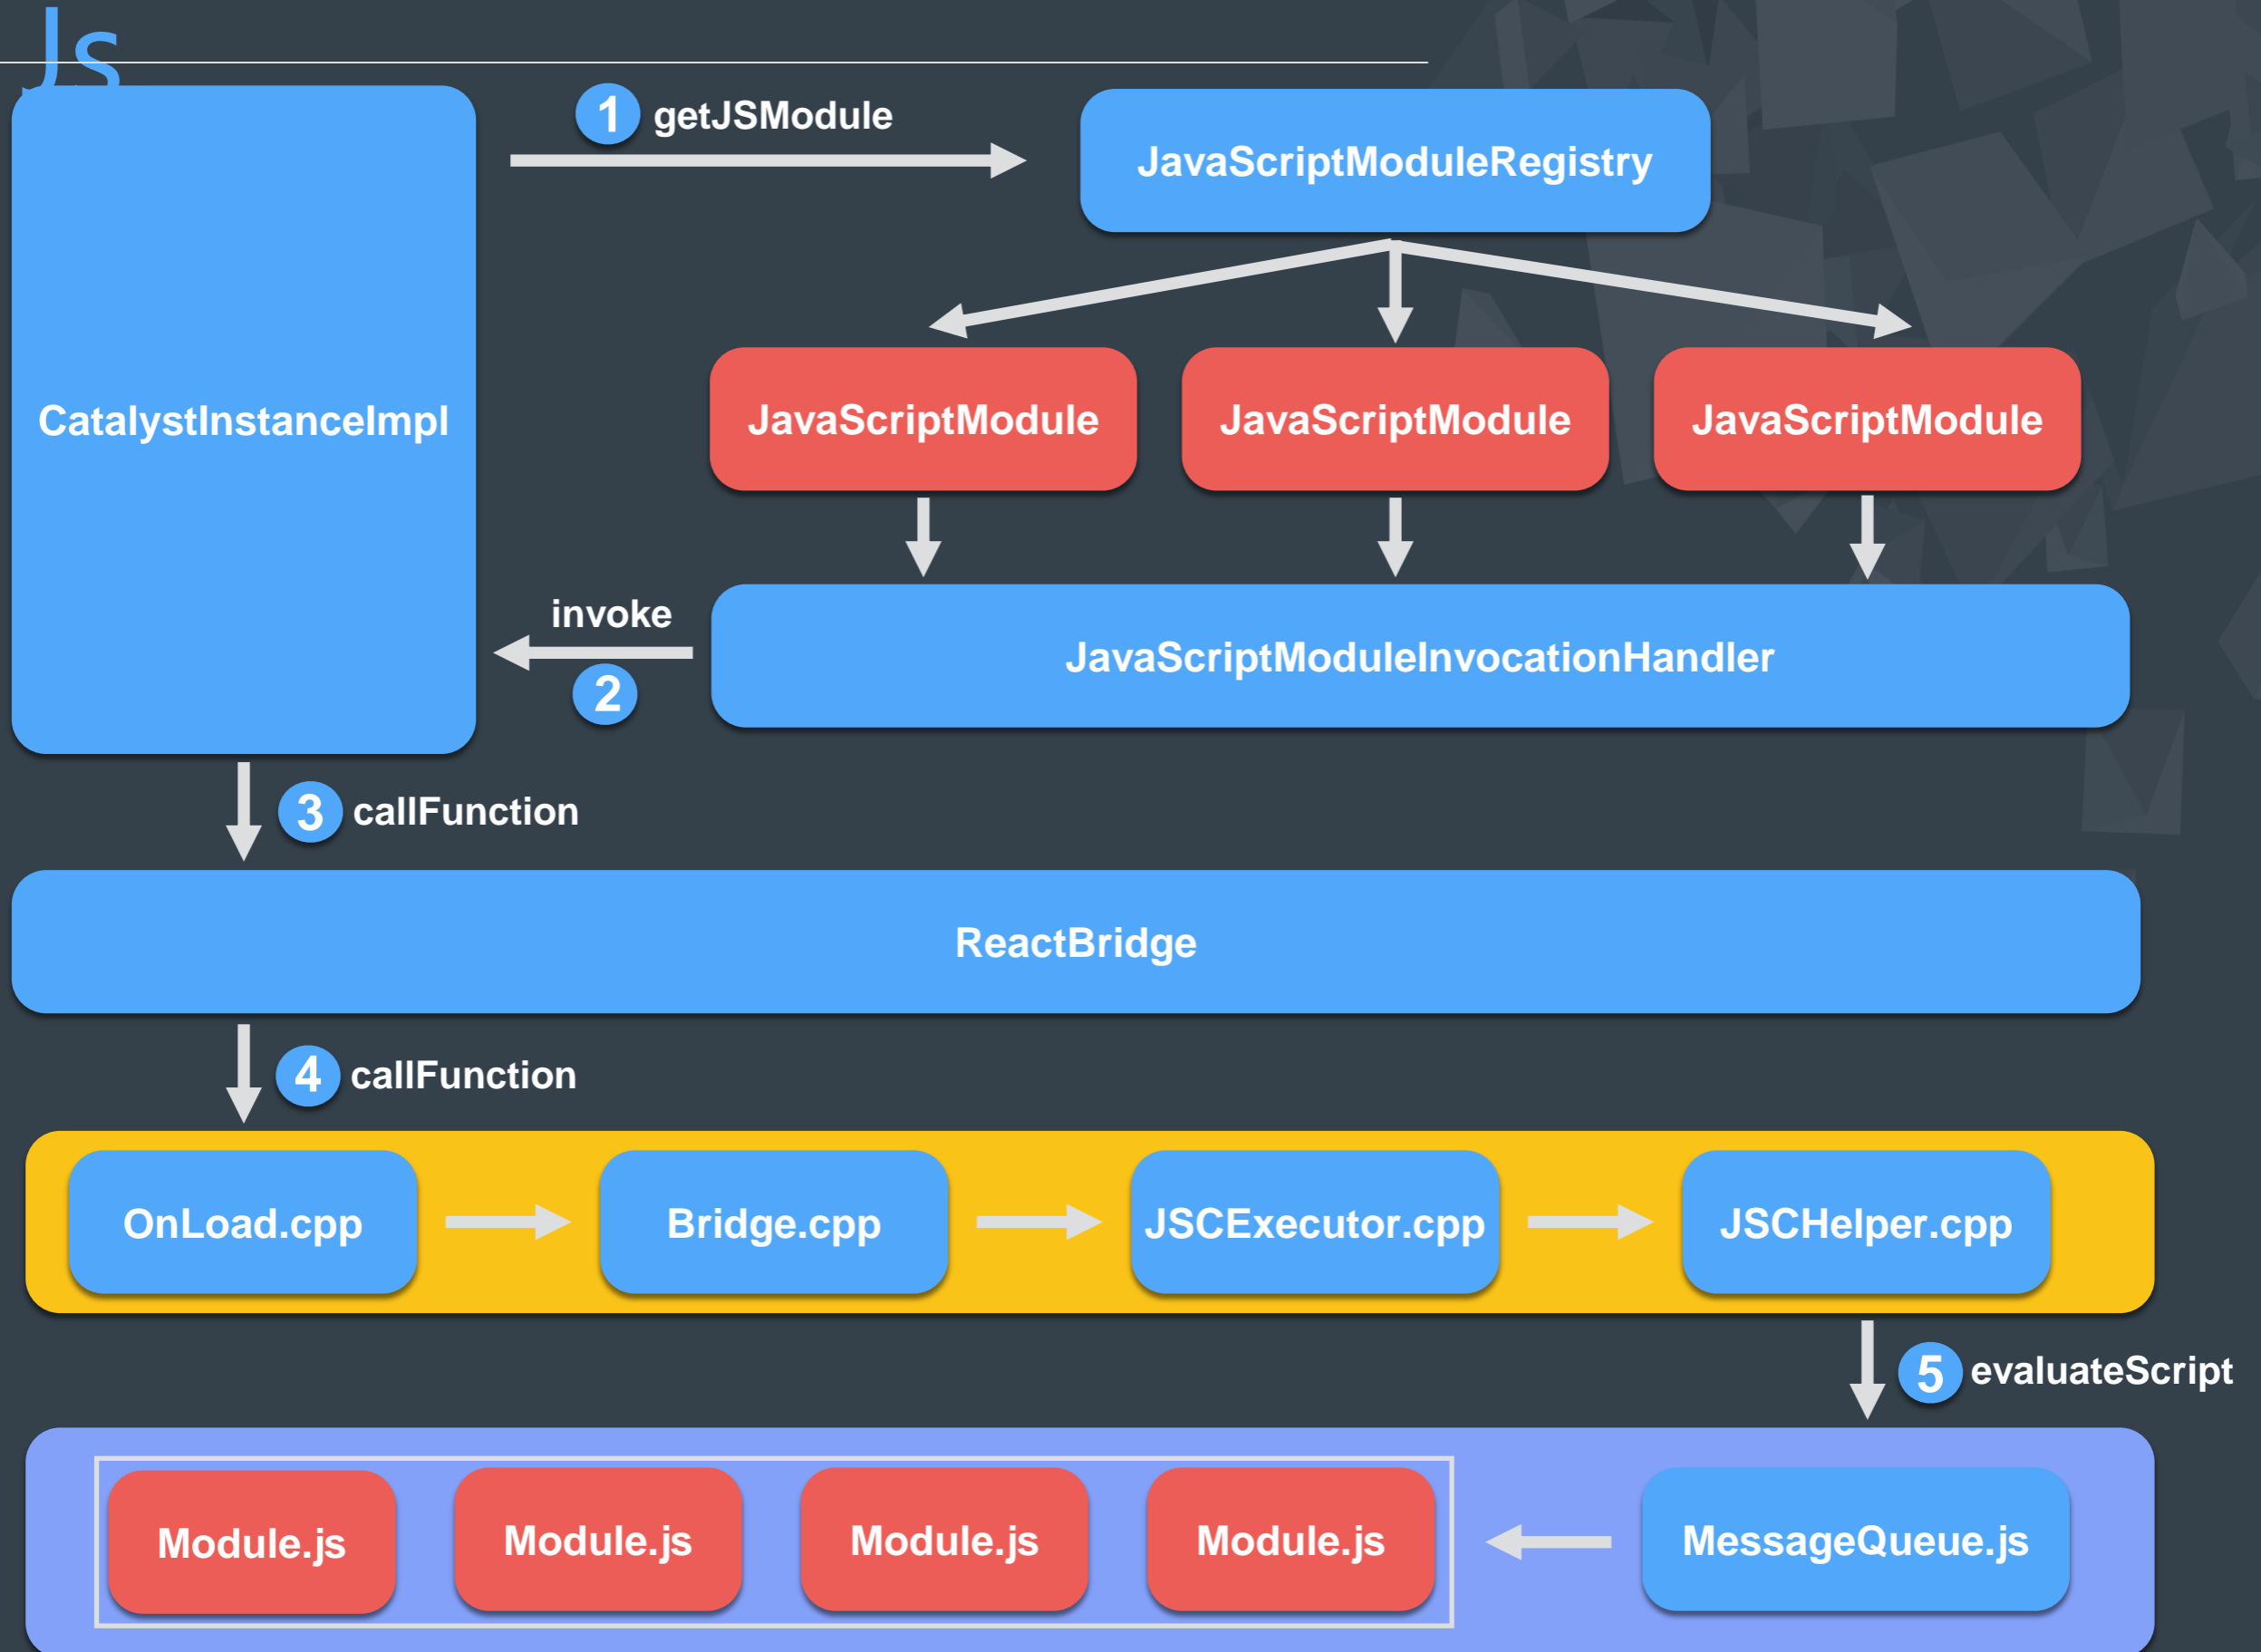 Js
1 getJSModule
JavaScriptModuleRegistry
CatalystInstanceImpl
JavaScriptModule
JavaScriptModule
JavaScriptModule
invoke
2
JavaScriptModuleInvocationHandler
3 callFunction
ReactBridge
4 callFunction
OnLoad.cpp
Bridge.cpp
JSCExecutor.cpp
JSCHelper.cpp
5 evaluateScript
Module.js
Module.js
Module.js
Module.js
MessageQueue.js